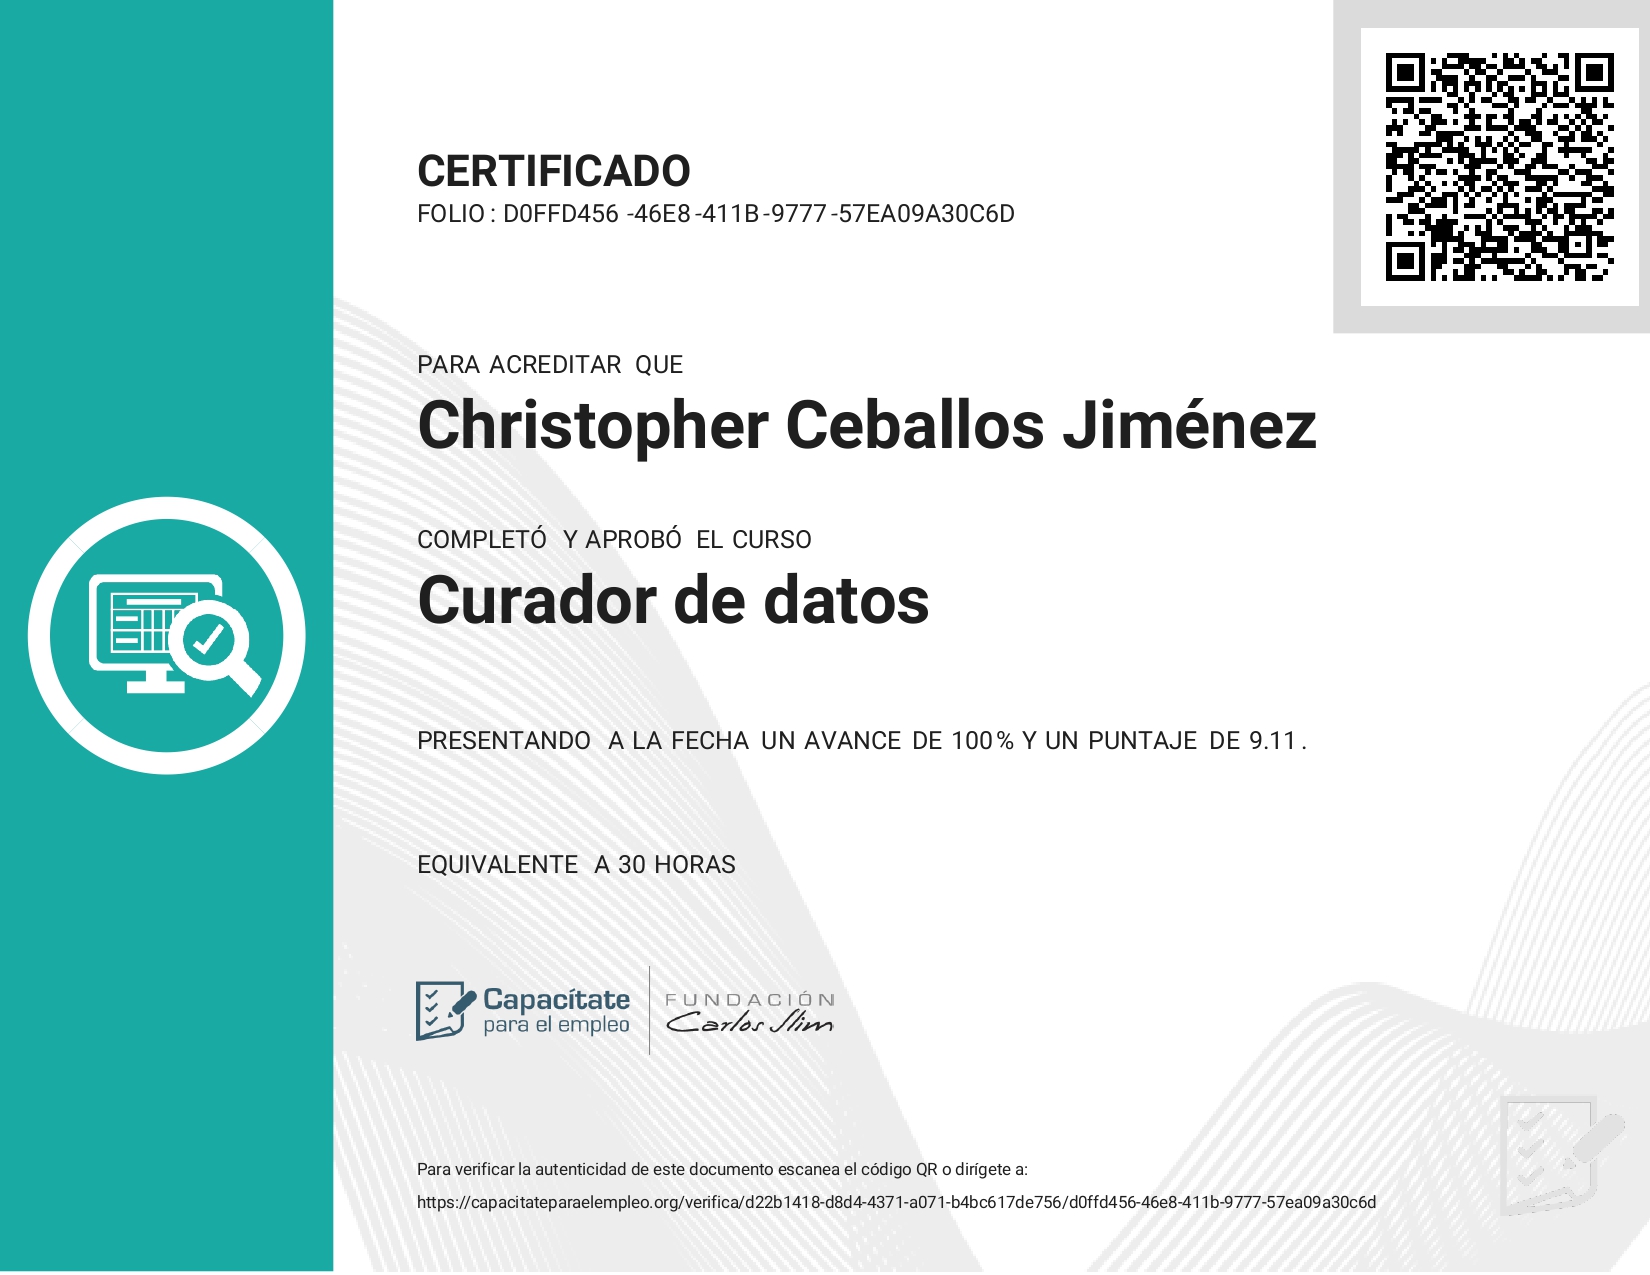 CERTIFICADO
FOLIO: D0FFD456-46E8-411B-9777-57EA09A30C6D
PARA ACREDITAR QUE
Christopher Ceballos Jiménez
COMPLETÓ Y APROBÓ EL CURSO
Curador de datos
PRESENTANDO A LA FECHA UN AVANCE DE 100% Y UN PUNTAJE DE 9.11.
EQUIVALENTE A 30 HORAS
Capacítate
para el empleo
FUNDACIÓN
Carlos Slim
Para verificar la autenticidad de este documento escanea el código QR o dirígete a:
https://capacitateparaelempleo.org/verifica/d22b1418-d8d4-4371-a071-b4bc617de756/d0ffd456-46e8-411b-9777-57ea09a30c6d